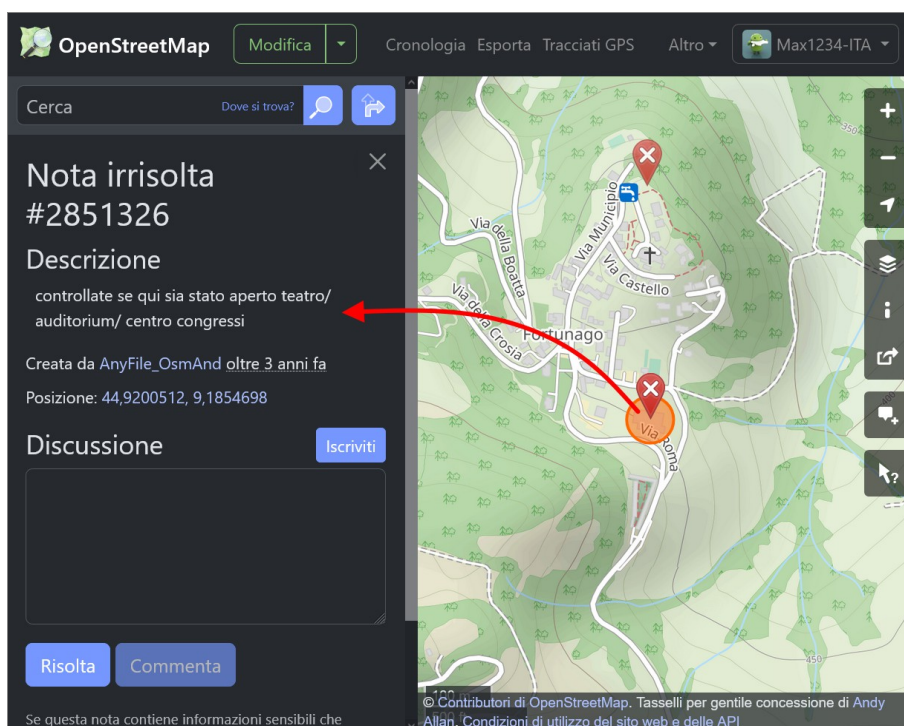 OpenStreetMap
Modifica
Cronologia Esporta Tracciati GPS
Altro
Max1234-ITA
Cerca
Dove si trova?
Nota irrisolta
#2851326
Descrizione
controllate se qui sia stato aperto teatro/
auditorium/ centro congressi
Creata da AnyFile_OsmAnd oltre 3 anni fa
Posizione: 44,9200512, 9,1854698
Discussione
Iscriviti
Risolta
Commenta
Se questa nota contiene informazioni sensibili che
350
Via della Boatta
Via Municipio
Via Castello
Via della Crosia
Fortunago
400
Via Roma
450
100 m
© Contributori di OpenStreetMap. Tasselli per gentile concessione di Andy
Allan. Condizioni di utilizzo del sito web e delle API